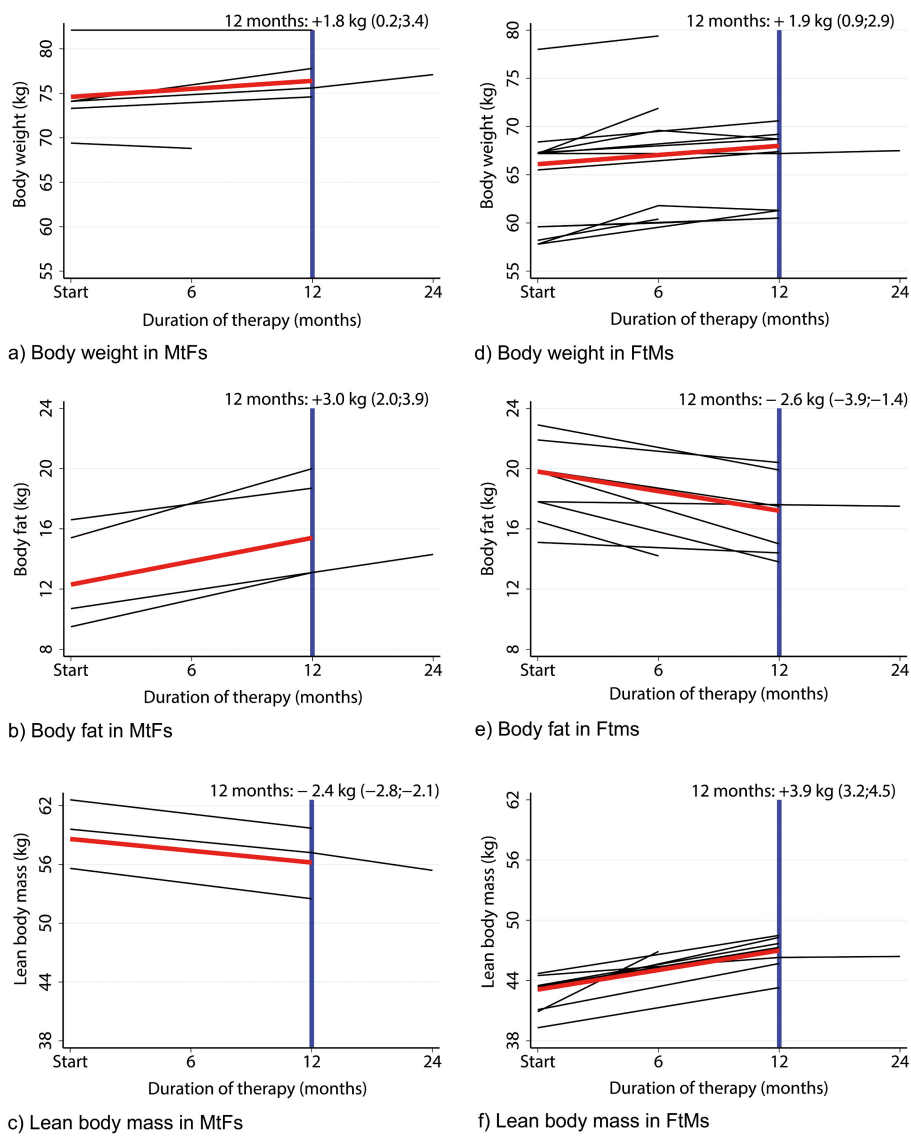 12 months: +1.8 kg (0.2;3.4)
Body weight (kg)
80
75
70
65
60
55
Start 6 12 24
Duration of therapy (months)
a) Body weight in MtFs
12 months: + 1.9 kg (0.9;2.9)
Body weight (kg)
80
75
70
65
60
55
Start 6 12 24
Duration of therapy (months)
d) Body weight in FtMs
12 months: +3.0 kg (2.0;3.9)
Body fat (kg)
24
20
16
12
8
Start 6 12 24
Duration of therapy (months)
b) Body fat in MtFs
12 months: − 2.6 kg (−3.9;−1.4)
Body fat (kg)
24
20
16
12
8
Start 6 12 24
Duration of therapy (months)
e) Body fat in Ftms
12 months: − 2.4 kg (−2.8;−2.1)
Lean body mass (kg)
62
56
50
44
38
Start 6 12 24
Duration of therapy (months)
c) Lean body mass in MtFs
12 months: +3.9 kg (3.2;4.5)
Lean body mass (kg)
62
56
50
44
38
Start 6 12 24
Duration of therapy (months)
f) Lean body mass in FtMs